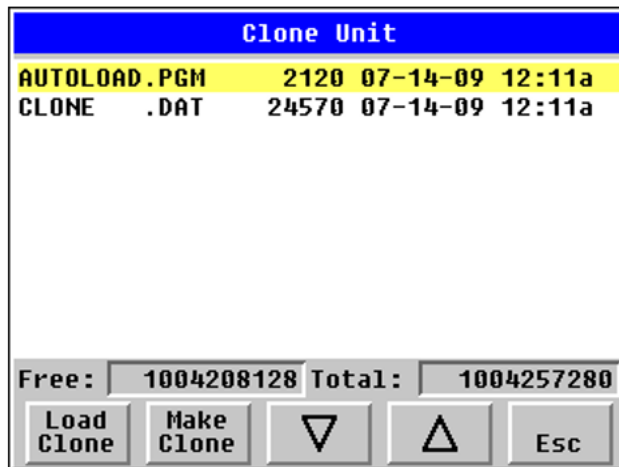 Clone Unit
AUTOLOAD.PGM 2120 07-14-09 12:11a
CLONE .DAT 24570 07-14-09 12:11a
Free: 1004208128 Total: 1004257280
Load Clone Make Clone Esc